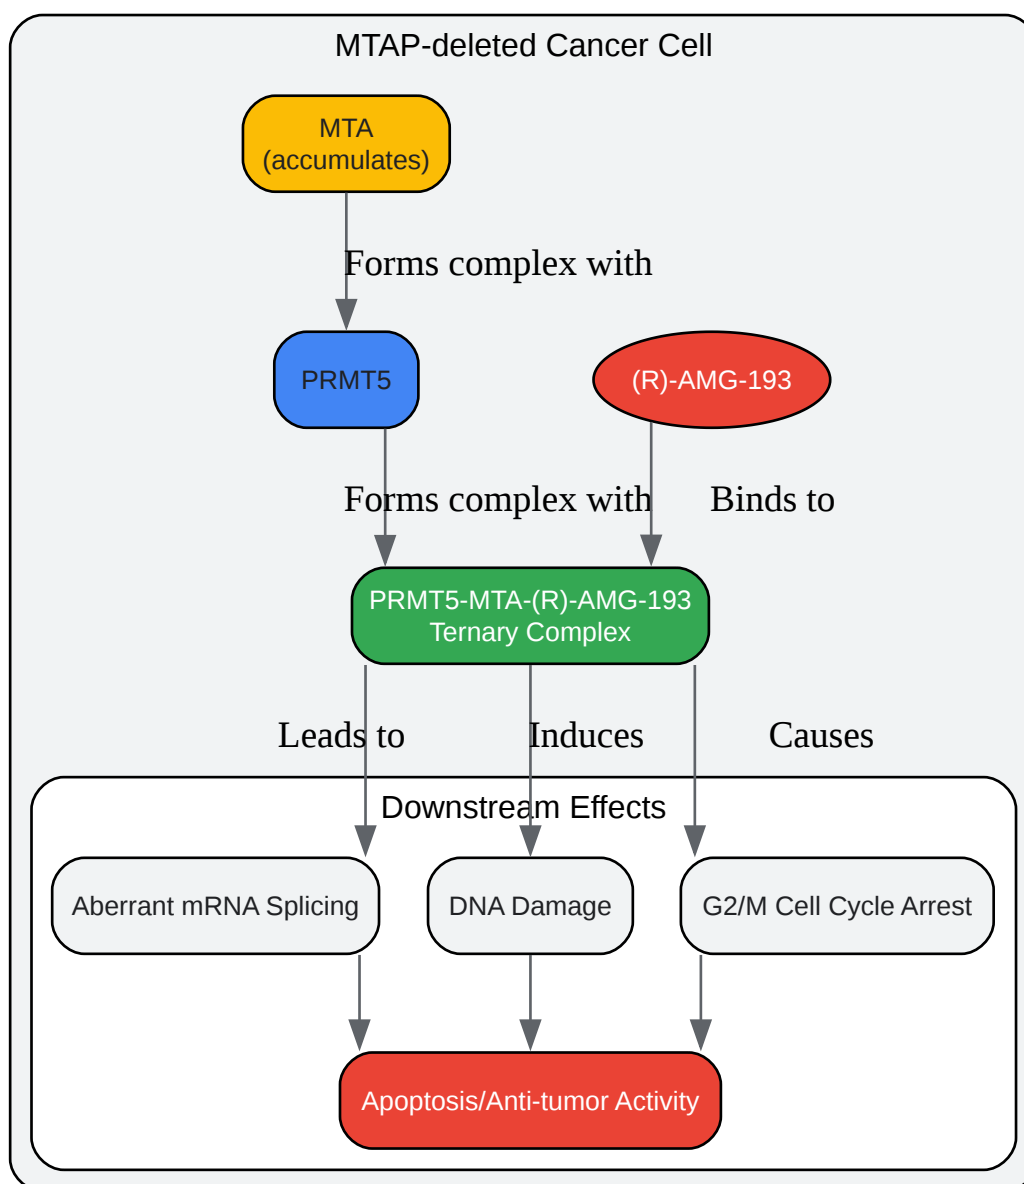 MTAP-deleted Cancer Cell
MTA
(accumulates)
Forms complex with
PRMT5
(R)-AMG-193
Forms complex with
Binds to
PRMT5-MTA-(R)-AMG-193
Ternary Complex
Leads to
Induces
Causes
Downstream Effects
Aberrant mRNA Splicing
DNA Damage
G2/M Cell Cycle Arrest
Apoptosis/Anti-tumor Activity